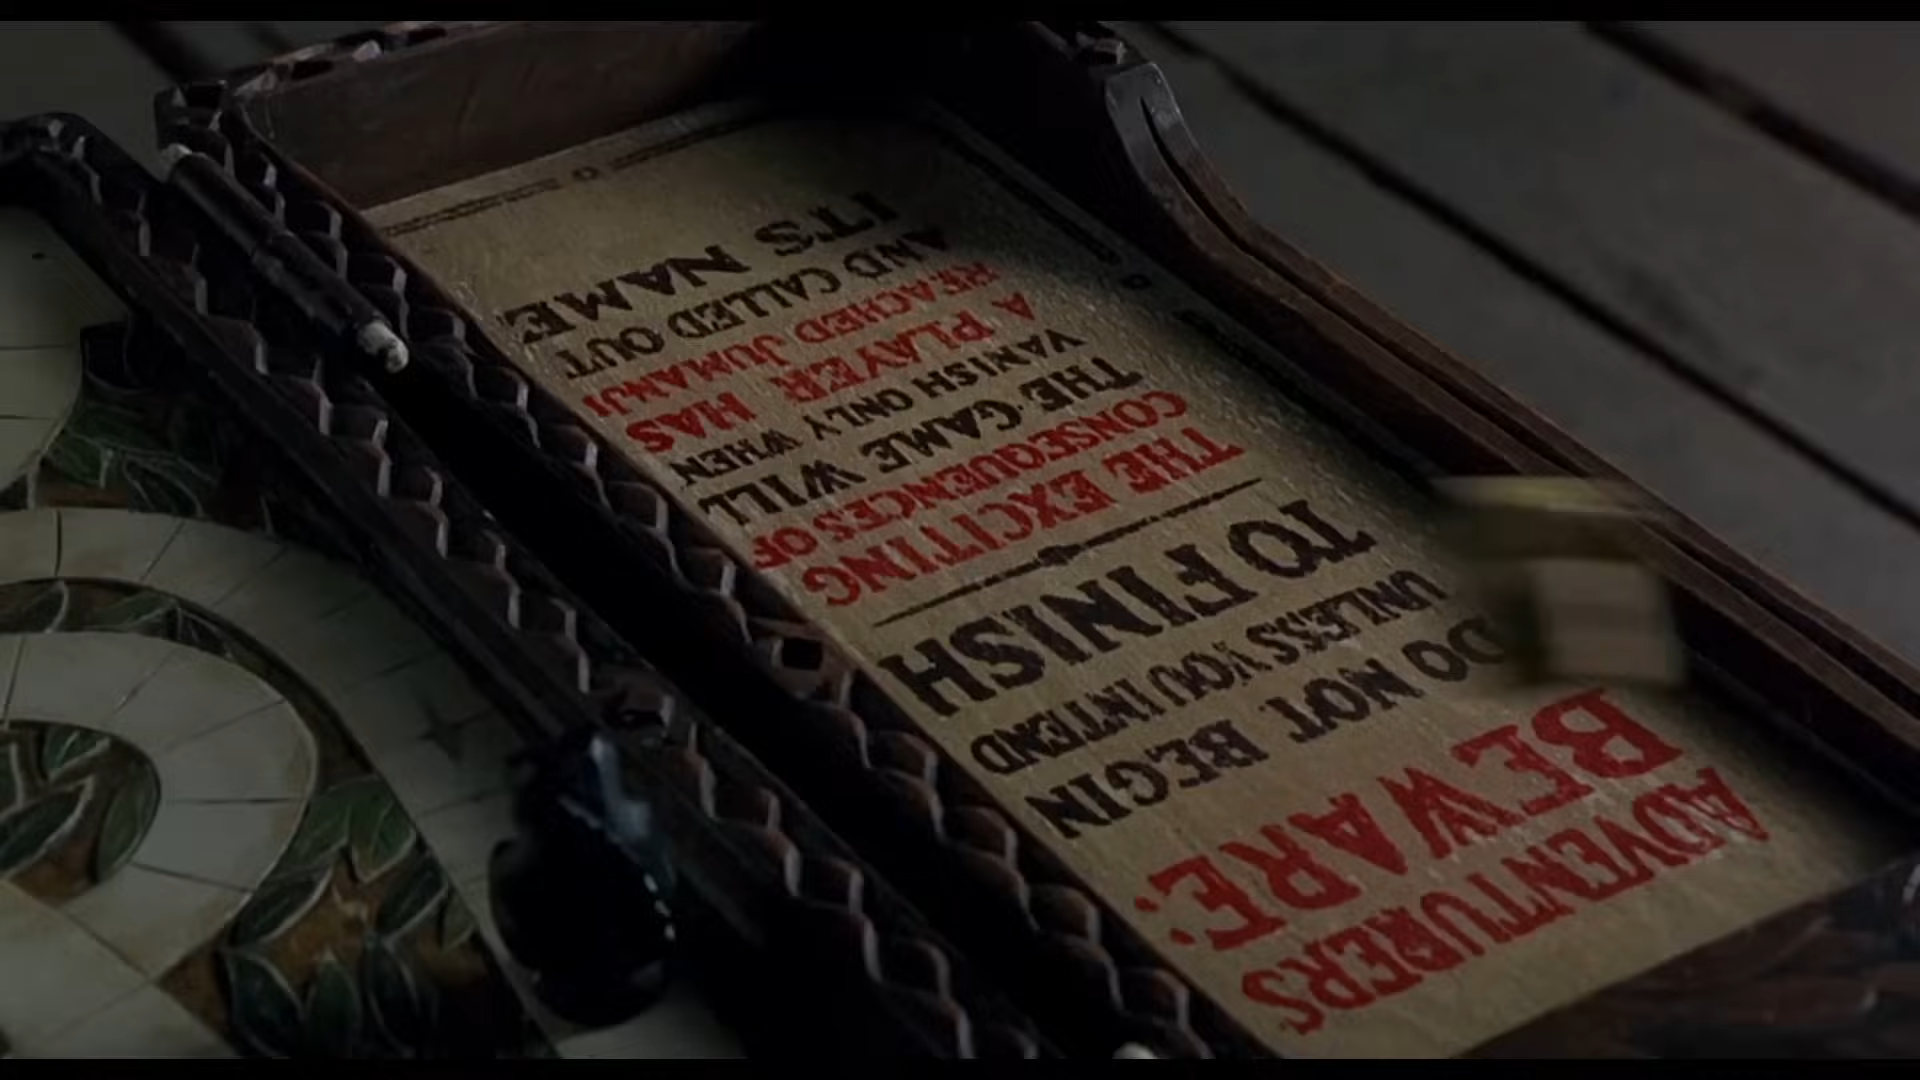 ADVENTURERS
BEWARE:
DO NOT BEGIN
UNLESS YOU INTEND
TO FINISH
THE EXCITING
CONSEQUENCES OF
THE GAME WILL
VANISH ONLY WHEN
A PLAYER HAS
REACHED JUMANJI
AND CALLED OUT
ITS NAME